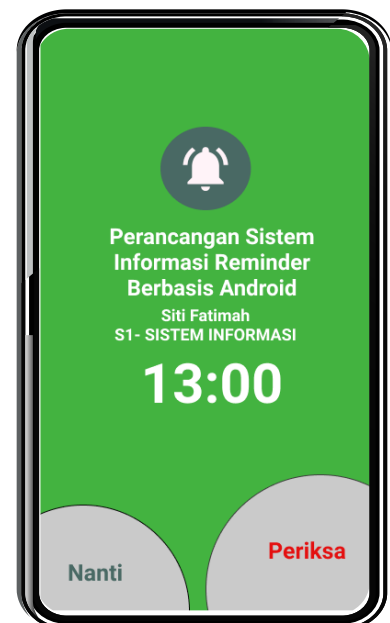 Perancangan Sistem
Informasi Reminder
Berbasis Android
Siti Fatimah
S1- SISTEM INFORMASI
13:00
Periksa
Nanti